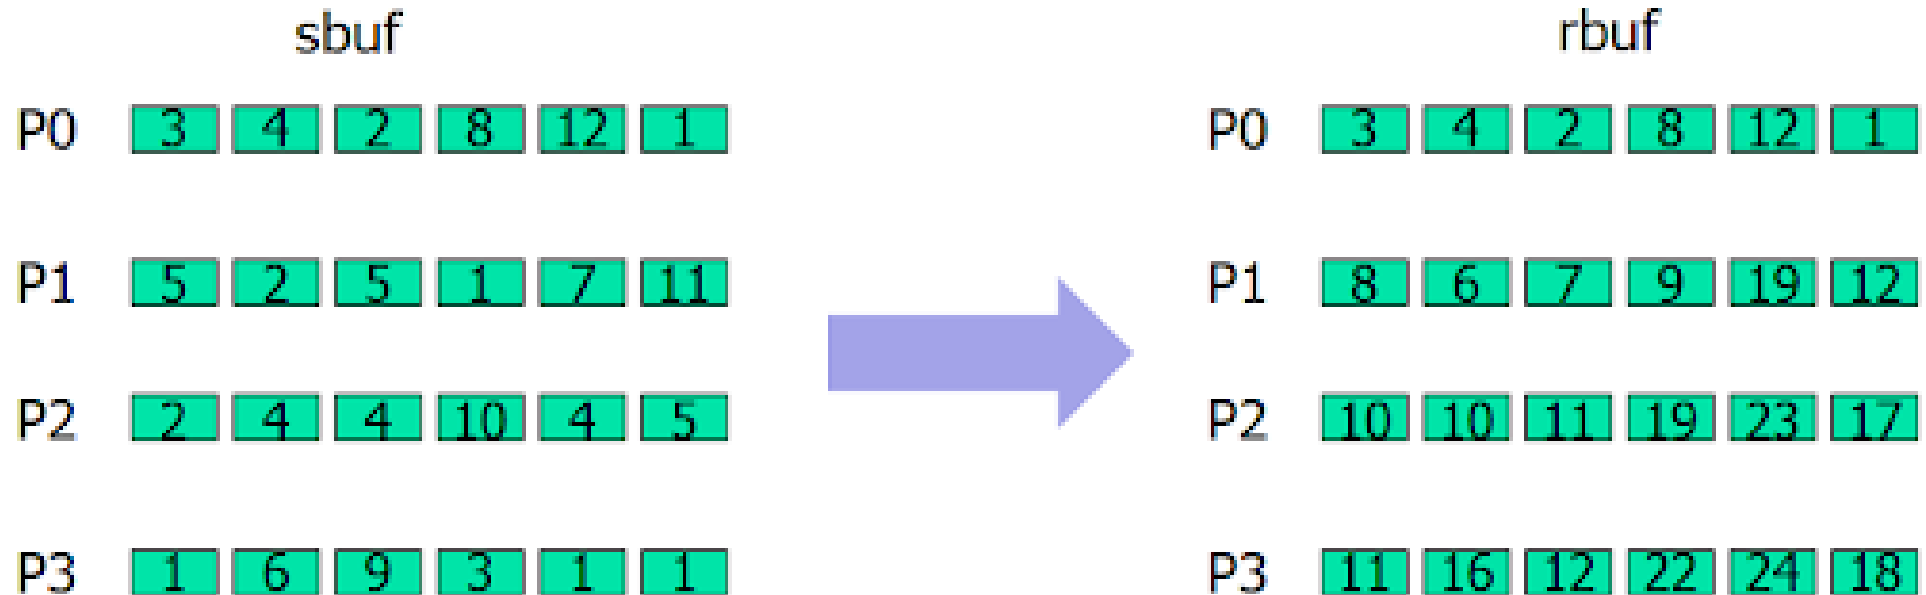 sbuf rbuf
P0 3 4 2 8 12 1 P0 3 4 2 8 12 1
P1 5 2 5 1 7 11 P1 8 6 7 9 19 12
P2 2 4 4 10 4 5 P2 10 10 11 19 23 17
P3 1 6 9 3 1 1 P3 11 16 12 22 24 18